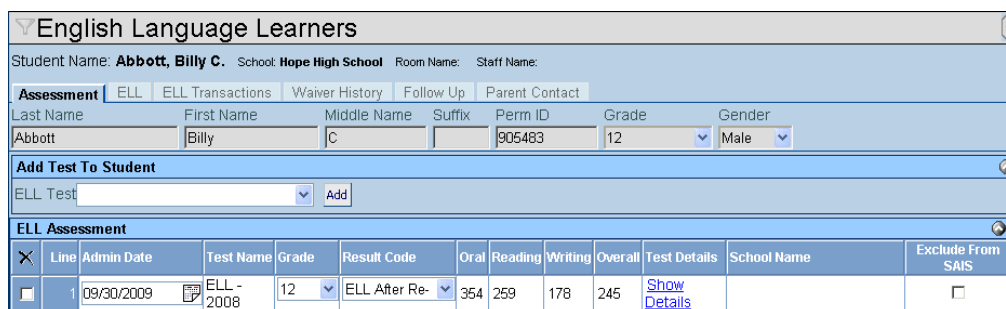 English Language Learners
Student Name: Abbott, Billy C. School: Hope High School Room Name: Staff Name:
Assessment ELL ELL Transactions Waiver History Follow Up Parent Contact
Last Name First Name Middle Name Suffix Perm ID Grade Gender
Abbott Billy C 905483 12 Male
Add Test To Student
ELL Test Add
ELL Assessment
Line Admin Date Test Name Grade Result Code Oral Reading Writing Overall Test Details School Name Exclude From SAIS
1 09/30/2009 ELL - 2008 12 ELL After Re- 354 259 178 245 Show Details